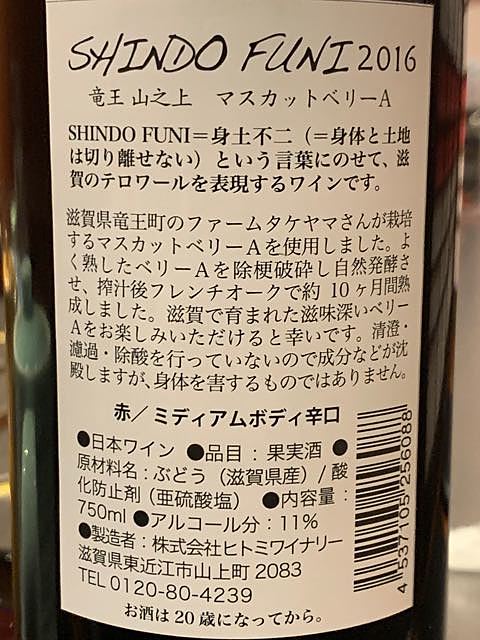 SHINDO FUNI 2016
竜王 山之上　マスカットベリーA
SHINDO FUNI＝身土不二（＝身体と土地
は切り離せない）という言葉にのせて、滋
賀のテロワールを表現するワインです。
滋賀県竜王町のファームタケヤマさんが栽培
するマスカットベリーAを使用しました。よ
く熟したベリーAを除梗破砕し自然発酵さ
せ、搾汁後フレンチオークで約 10 ヶ月間熟
成しました。滋賀で育まれた滋味深いベリー
Aをお楽しみいただけると幸いです。清澄・
濾過・除酸を行っていないので成分などが沈
殿しますが、身体を害するものではありません。
赤／ミディアムボディ辛口
●日本ワイン ●品目：果実酒 ●
原材料名：ぶどう（滋賀県産）/ 酸
化防止剤（亜硫酸塩） ●内容量：
750ml ●アルコール分：11%
●製造者：株式会社ヒトミワイナリー
滋賀県東近江市山上町 2083
TEL 0120-80-4239
お酒は 20 歳になってから。
4 537105 256088